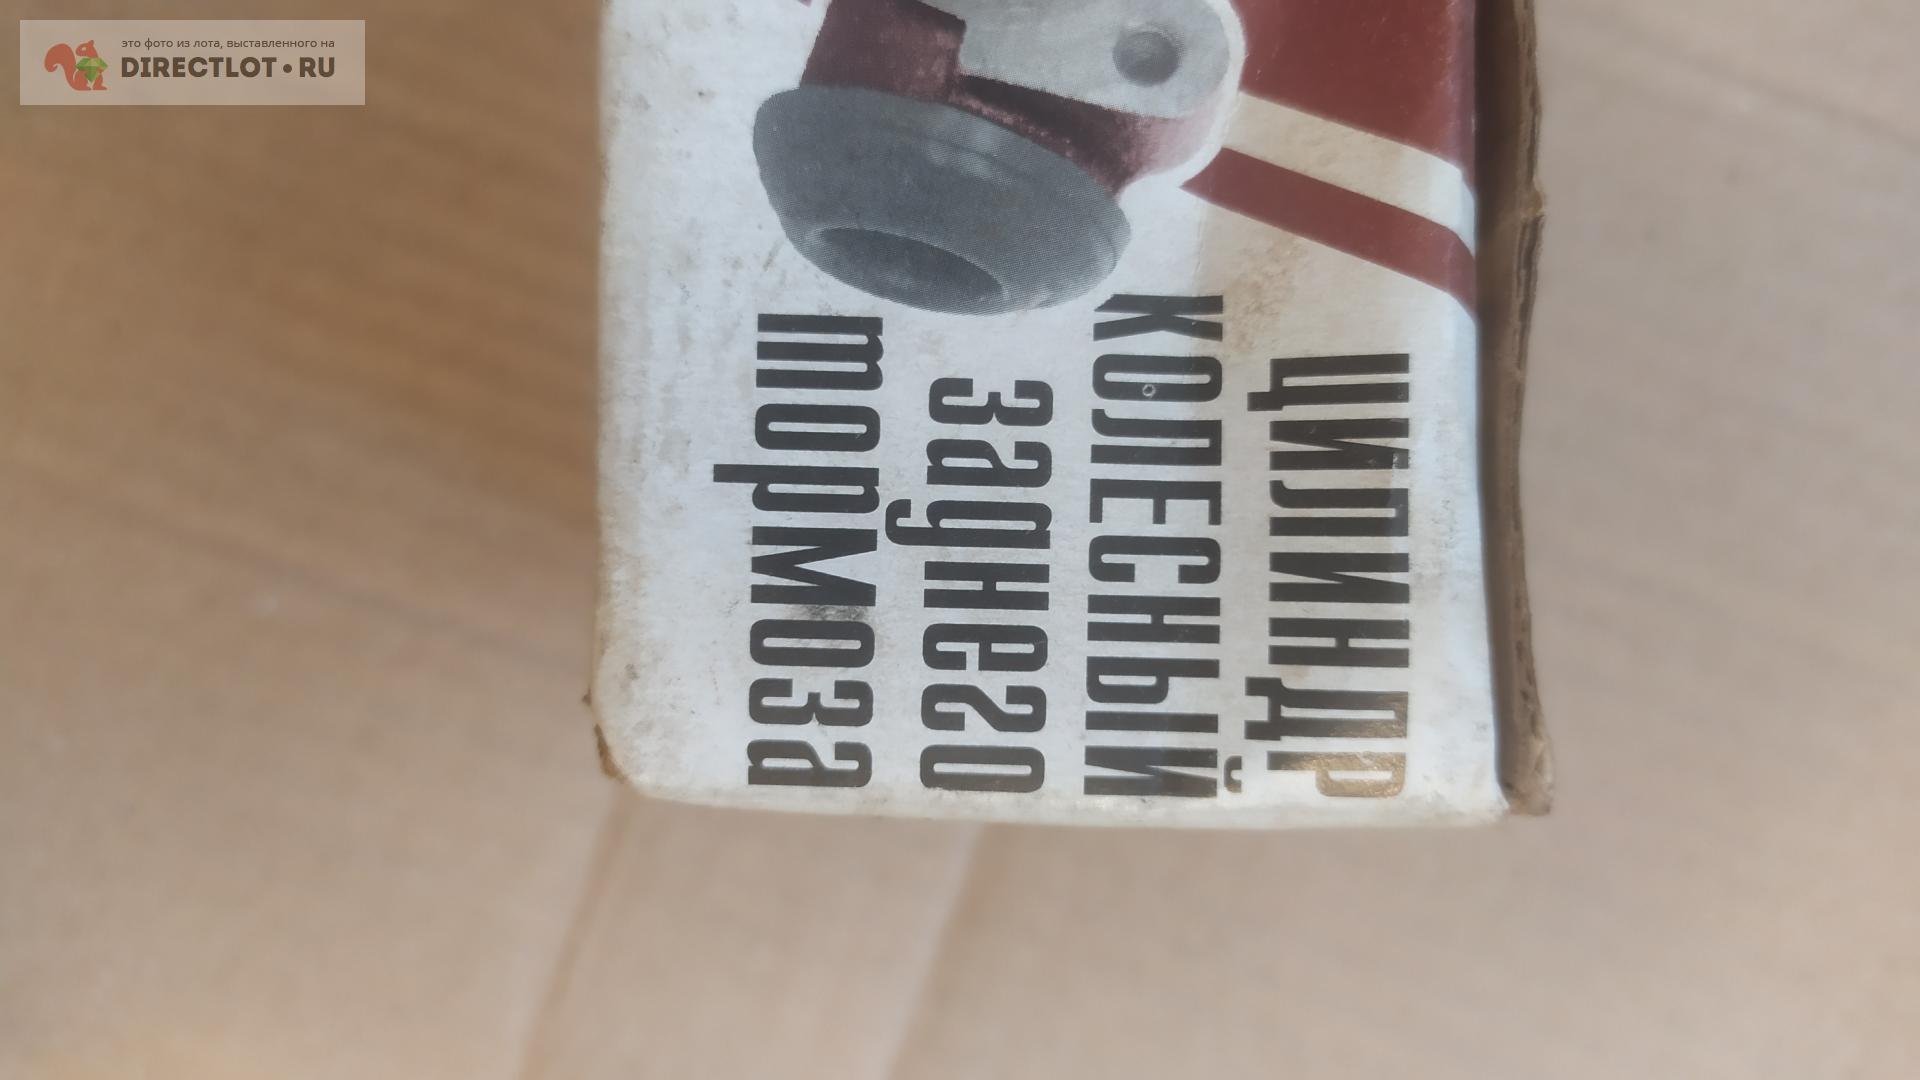 это фото из лота, выставленного на
DIRECTLOT•RU
ЦИЛИНДР
КОЛЕСНЫЙ
заднего
тормоза